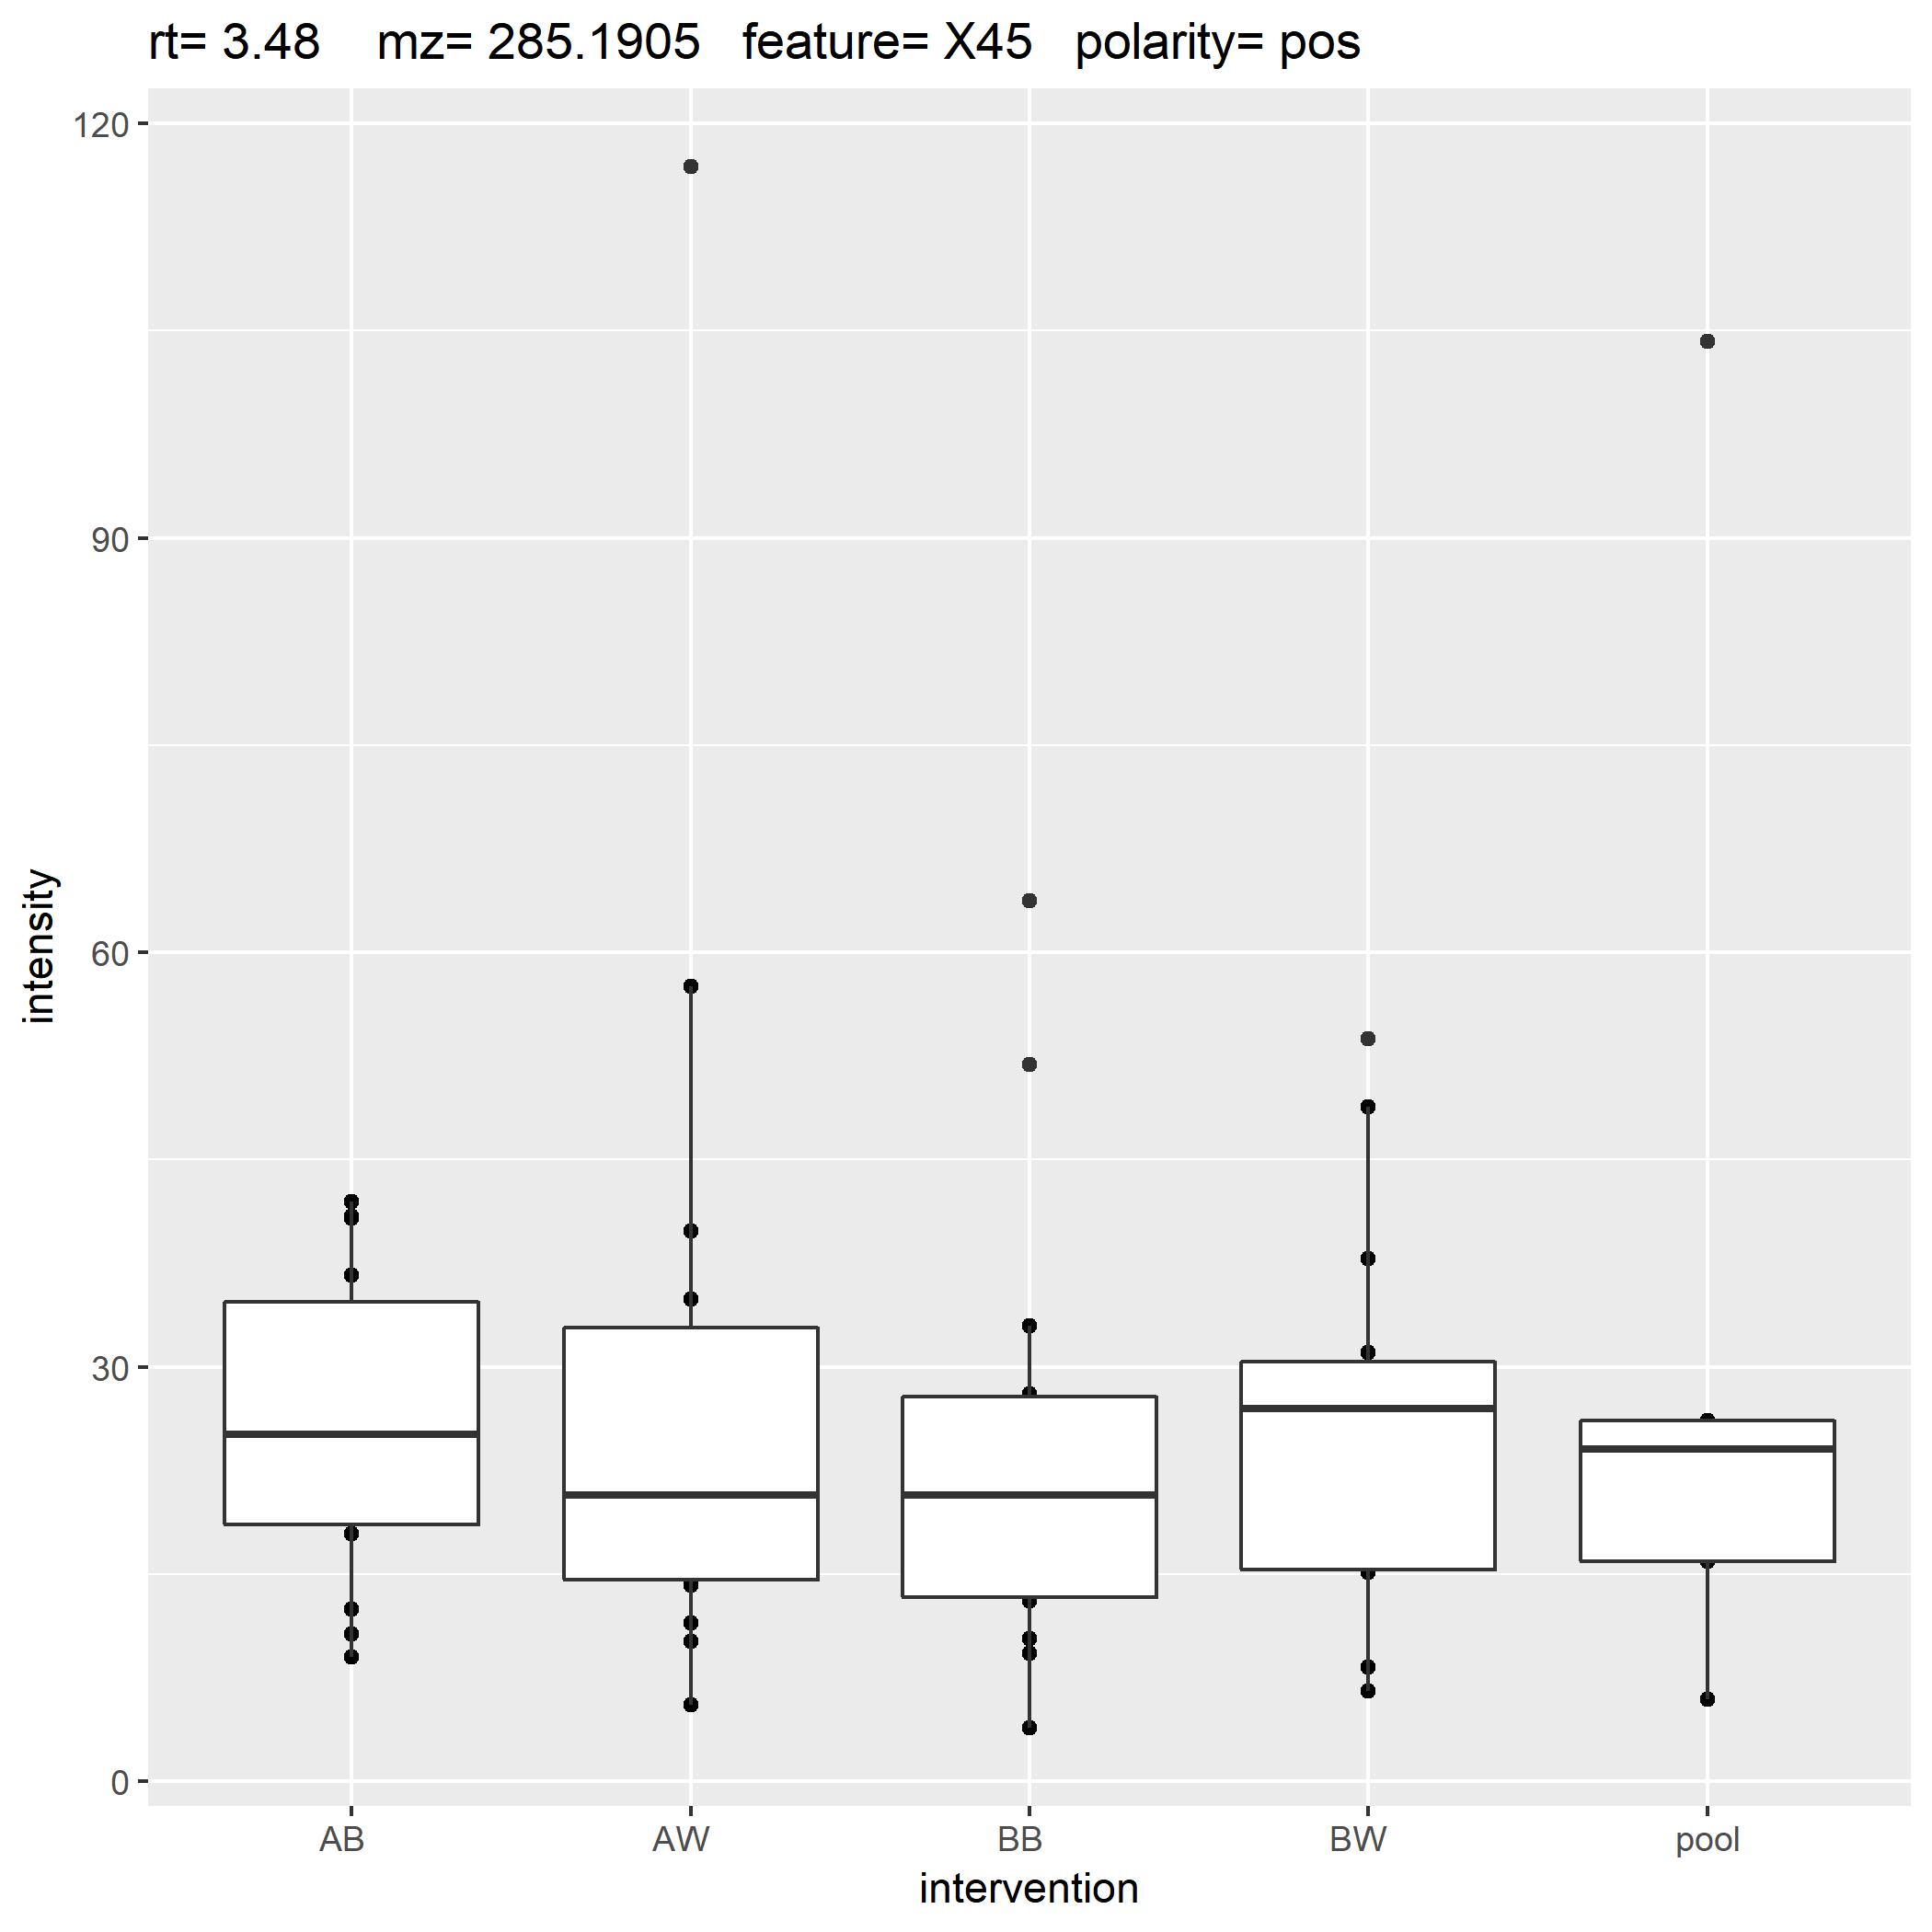 rt= 3.48 mz= 285.1905 feature= X45 polarity= pos
120
90
60
30
0
intensity
AB AW BB BW pool
intervention